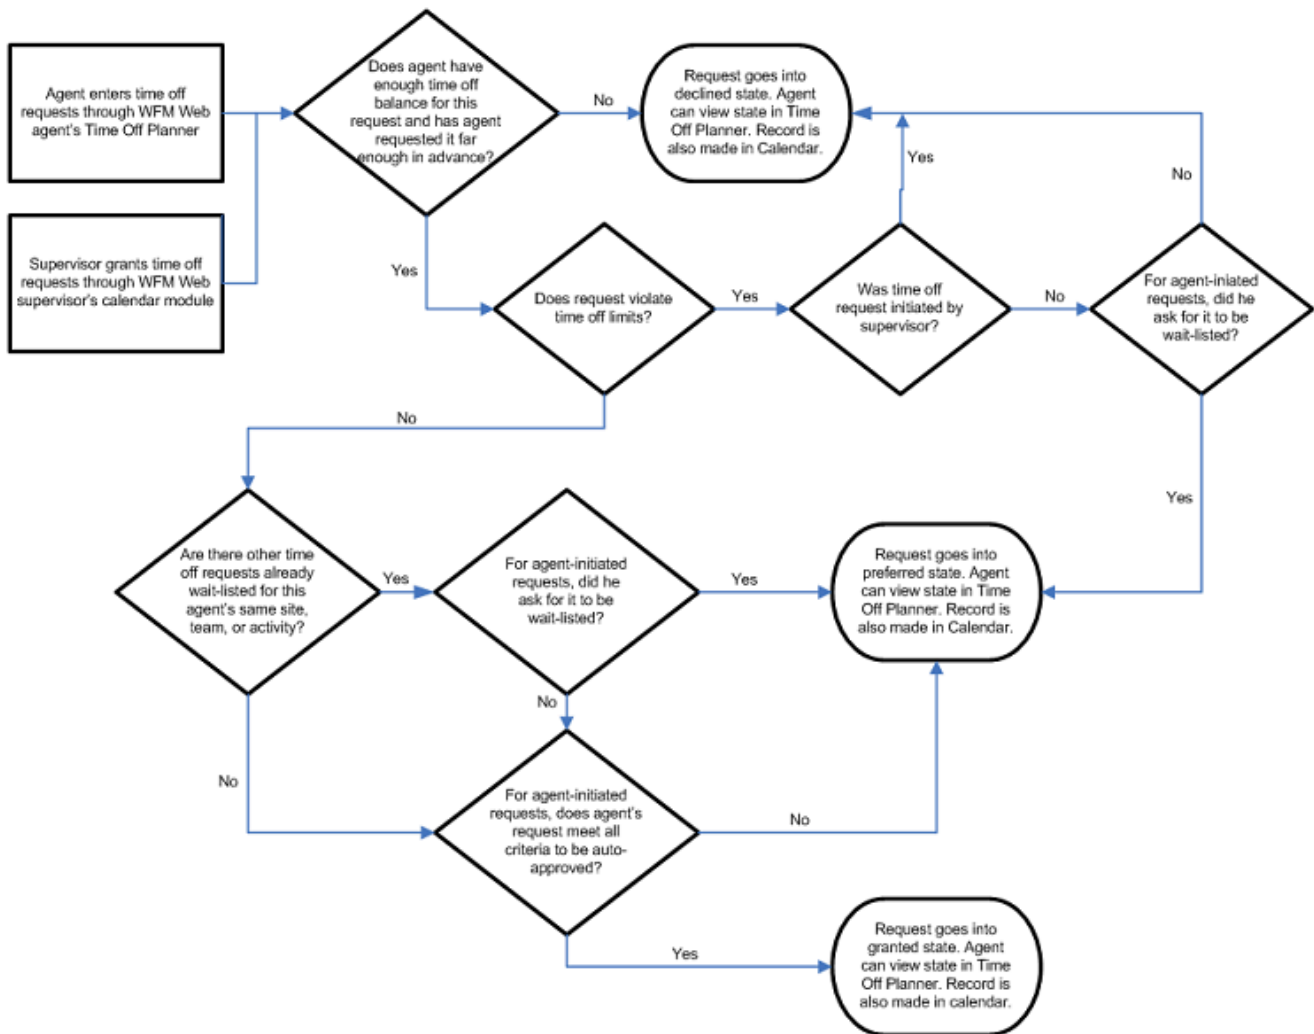 Agent enters time off
requests through WFM Web
agent's Time Off Planner
Does agent have
enough time off
balance for this
request and has agent
requested it far
enough in advance?
No
Request goes into
declined state. Agent
can view state in Time
Off Planner. Record is
also made in Calendar.
Yes
No
Supervisor grants time off
requests through WFM Web
supervisor's calendar module
Yes
Does request violate
time off limits?
Yes
Was time off
request initiated by
supervisor?
No
For agent-iniated
requests, did he
ask for it to be
wait-listed?
No
Yes
Are there other time
off requests already
wait-listed for this
agent's same site,
team, or activity?
Yes
For agent-initiated
requests, did he
ask for it to be
wait-listed?
Yes
Request goes into
preferred state. Agent
can view state in Time
Off Planner. Record is
also made in Calendar.
No
No
For agent-initiated
requests, does agent's
request meet all
criteria to be auto-
approved?
No
Yes
Request goes into
granted state. Agent
can view state in Time
Off Planner. Record is
also made in calendar.